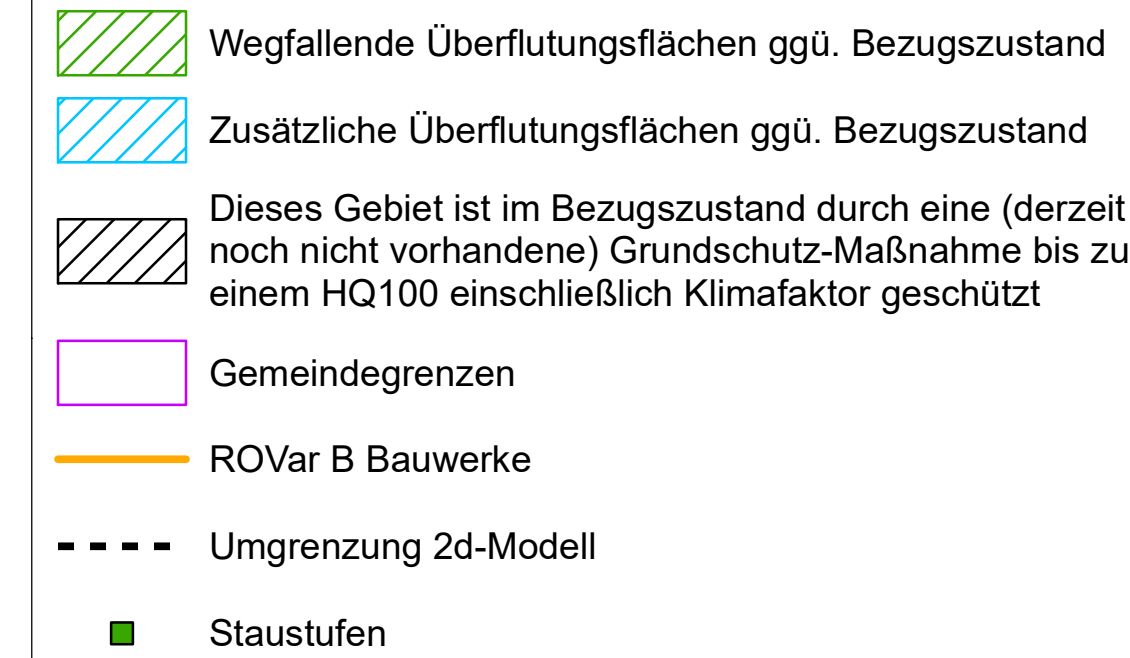 Wegfallende Überflutungsflächen ggü. Bezugszustand
Zusätzliche Überflutungsflächen ggü. Bezugszustand
Dieses Gebiet ist im Bezugszustand durch eine (derzeit
noch nicht vorhandene) Grundschutz-Maßnahme bis zu
einem HQ100 einschließlich Klimafaktor geschützt
Gemeindegrenzen
ROVar B Bauwerke
Umgrenzung 2d-Modell
Staustufen